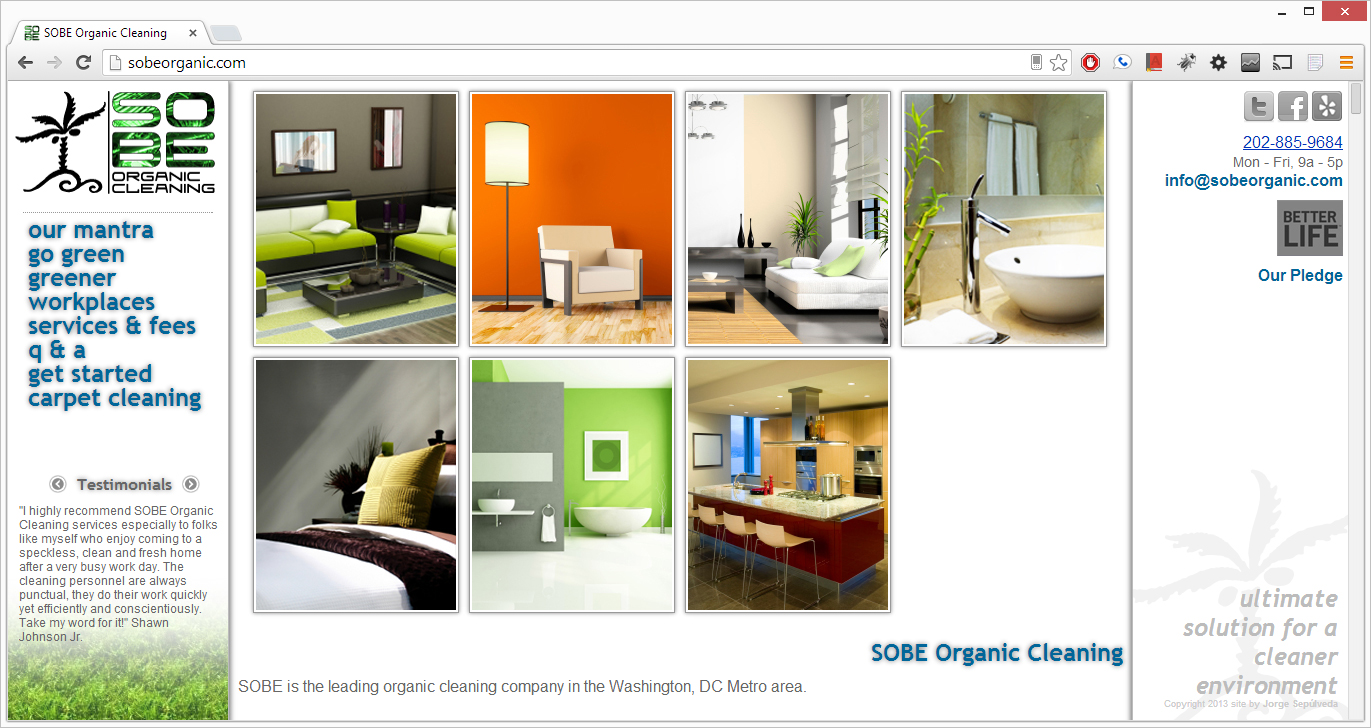 SOBE Organic Cleaning
sobeorganic.com
SO
BE
ORGANIC
CLEANING
our mantra
go green
greener
workplaces
services & fees
q & a
get started
carpet cleaning
Testimonials
"I highly recommend SOBE Organic
Cleaning services especially to folks
like myself who enjoy coming to a
speckless, clean and fresh home
after a very busy work day. The
cleaning personnel are always
punctual, they do their work quickly
yet efficiently and conscientiously.
Take my word for it!" Shawn
Johnson Jr.
SOBE Organic Cleaning
SOBE is the leading organic cleaning company in the Washington, DC Metro area.
202-885-9684
Mon - Fri, 9a - 5p
info@sobeorganic.com
BETTER
LIFE
Our Pledge
ultimate
solution for a
cleaner
environment
Copyright 2013 site by Jorge Sepúlveda